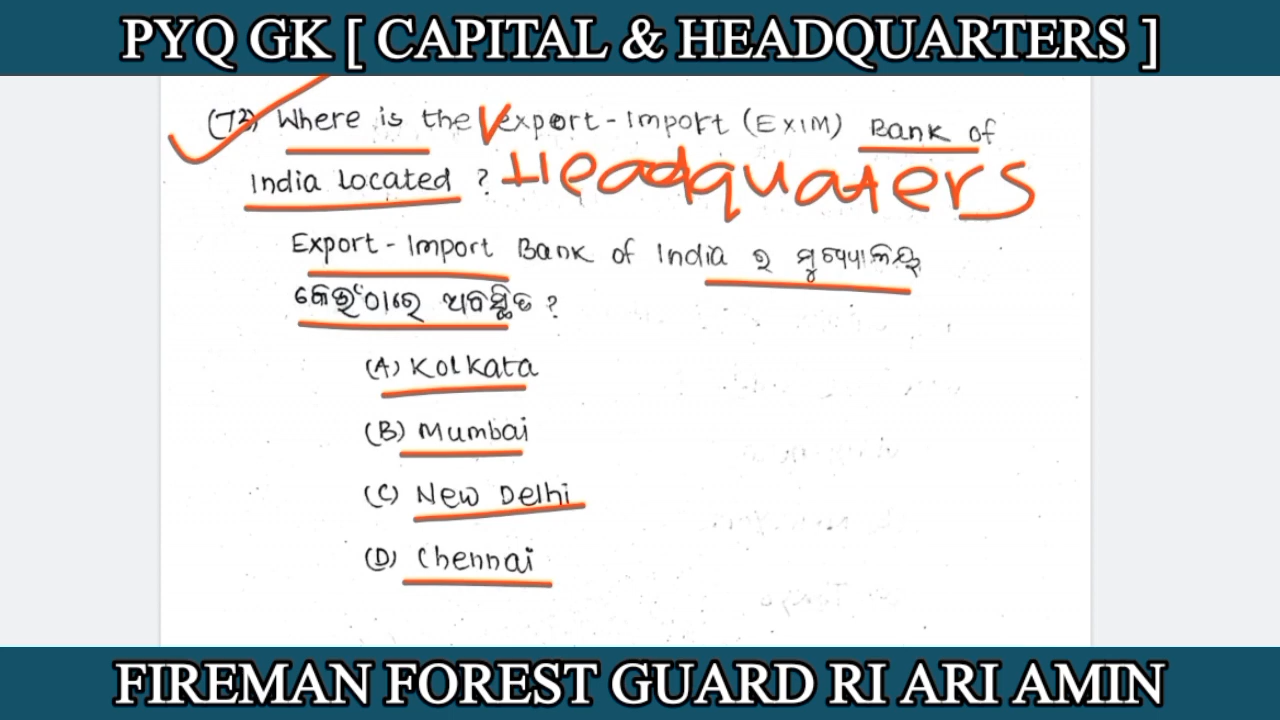 PYQ GK [ CAPITAL & HEADQUARTERS ]
(73) Where is the export-Import (EXIM) Bank of
India located ? Headquaters
Export-Import Bank of India ର ମୁଖ୍ୟାଳୟ
କେଉଁଠାରେ ଅବସ୍ଥିତ ?
(A) Kolkata
(B) Mumbai
(C) New Delhi
(D) Chennai
FIREMAN FOREST GUARD RI ARI AMIN